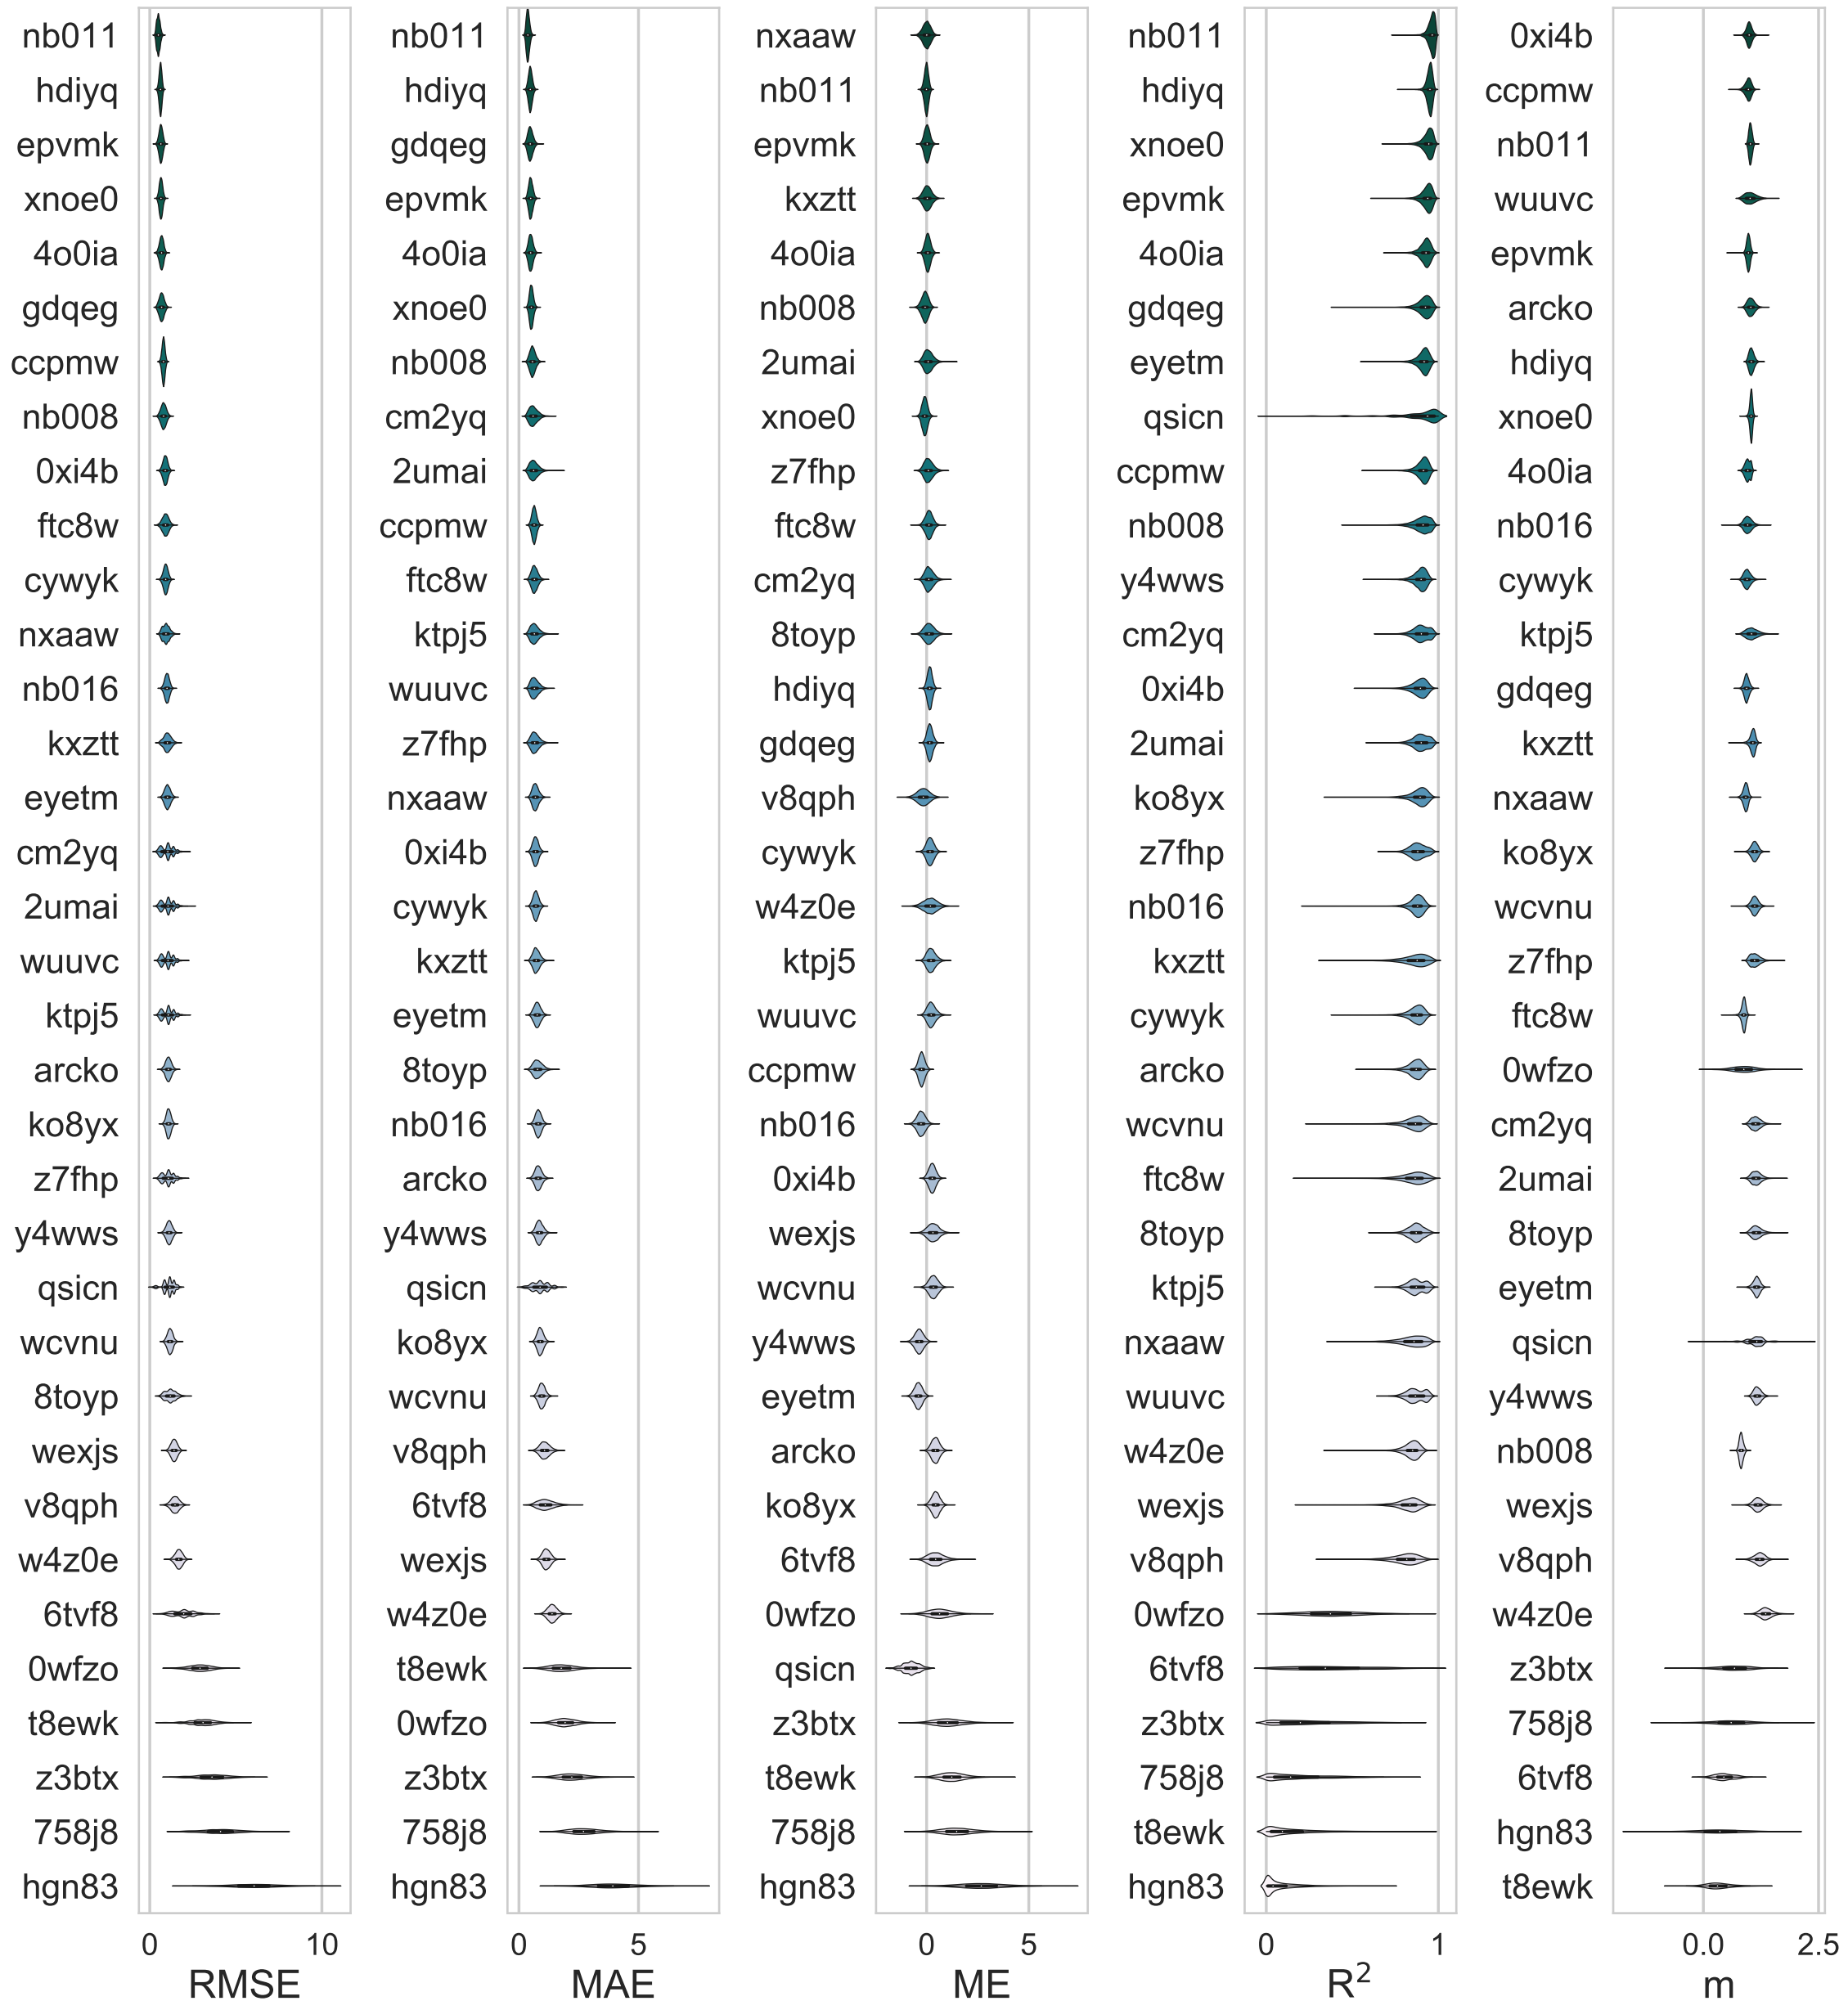 nb011 nb011 nxaaw nb011 0xi4b
hdiyq hdiyq nb011 hdiyq ccpmw
epvmk gdqeg epvmk xnoe0 nb011
xnoe0 epvmk kxztt epvmk wuuvc
4o0ia 4o0ia 4o0ia 4o0ia epvmk
gdqeg xnoe0 nb008 gdqeg arcko
ccpmw nb008 2umai eyetm hdiyq
nb008 cm2yq xnoe0 qsicn xnoe0
0xi4b 2umai z7fhp ccpmw 4o0ia
ftc8w ccpmw ftc8w nb008 nb016
cywyk ftc8w cm2yq y4wws cywyk
nxaaw ktpj5 8toyp cm2yq ktpj5
nb016 wuuvc hdiyq 0xi4b gdqeg
kxztt z7fhp gdqeg 2umai kxztt
eyetm nxaaw v8qph ko8yx nxaaw
cm2yq 0xi4b cywyk z7fhp ko8yx
2umai cywyk w4z0e nb016 wcvnu
wuuvc kxztt ktpj5 kxztt z7fhp
ktpj5 eyetm wuuvc cywyk ftc8w
arcko 8toyp ccpmw arcko 0wfzo
ko8yx nb016 nb016 wcvnu cm2yq
z7fhp arcko 0xi4b ftc8w 2umai
y4wws y4wws wexjs 8toyp 8toyp
qsicn qsicn wcvnu ktpj5 eyetm
wcvnu ko8yx y4wws nxaaw qsicn
8toyp wcvnu eyetm wuuvc y4wws
wexjs v8qph arcko w4z0e nb008
v8qph 6tvf8 ko8yx wexjs wexjs
w4z0e wexjs 6tvf8 v8qph v8qph
6tvf8 w4z0e 0wfzo 0wfzo w4z0e
0wfzo t8ewk qsicn 6tvf8 z3btx
t8ewk 0wfzo z3btx z3btx 758j8
z3btx z3btx t8ewk 758j8 6tvf8
758j8 758j8 758j8 t8ewk hgn83
hgn83 hgn83 hgn83 hgn83 t8ewk
0 10 0 5 0 5 0 1 0.0 2.5
RMSE MAE ME R² m